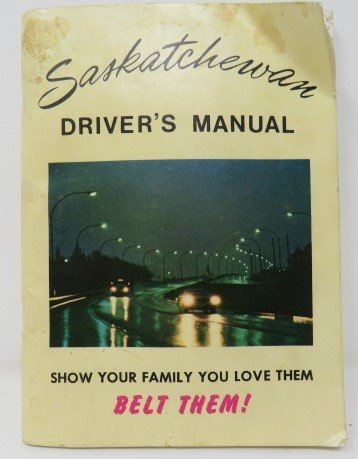 Saskatchewan
DRIVER'S MANUAL
SHOW YOUR FAMILY YOU LOVE THEM
BELT THEM!